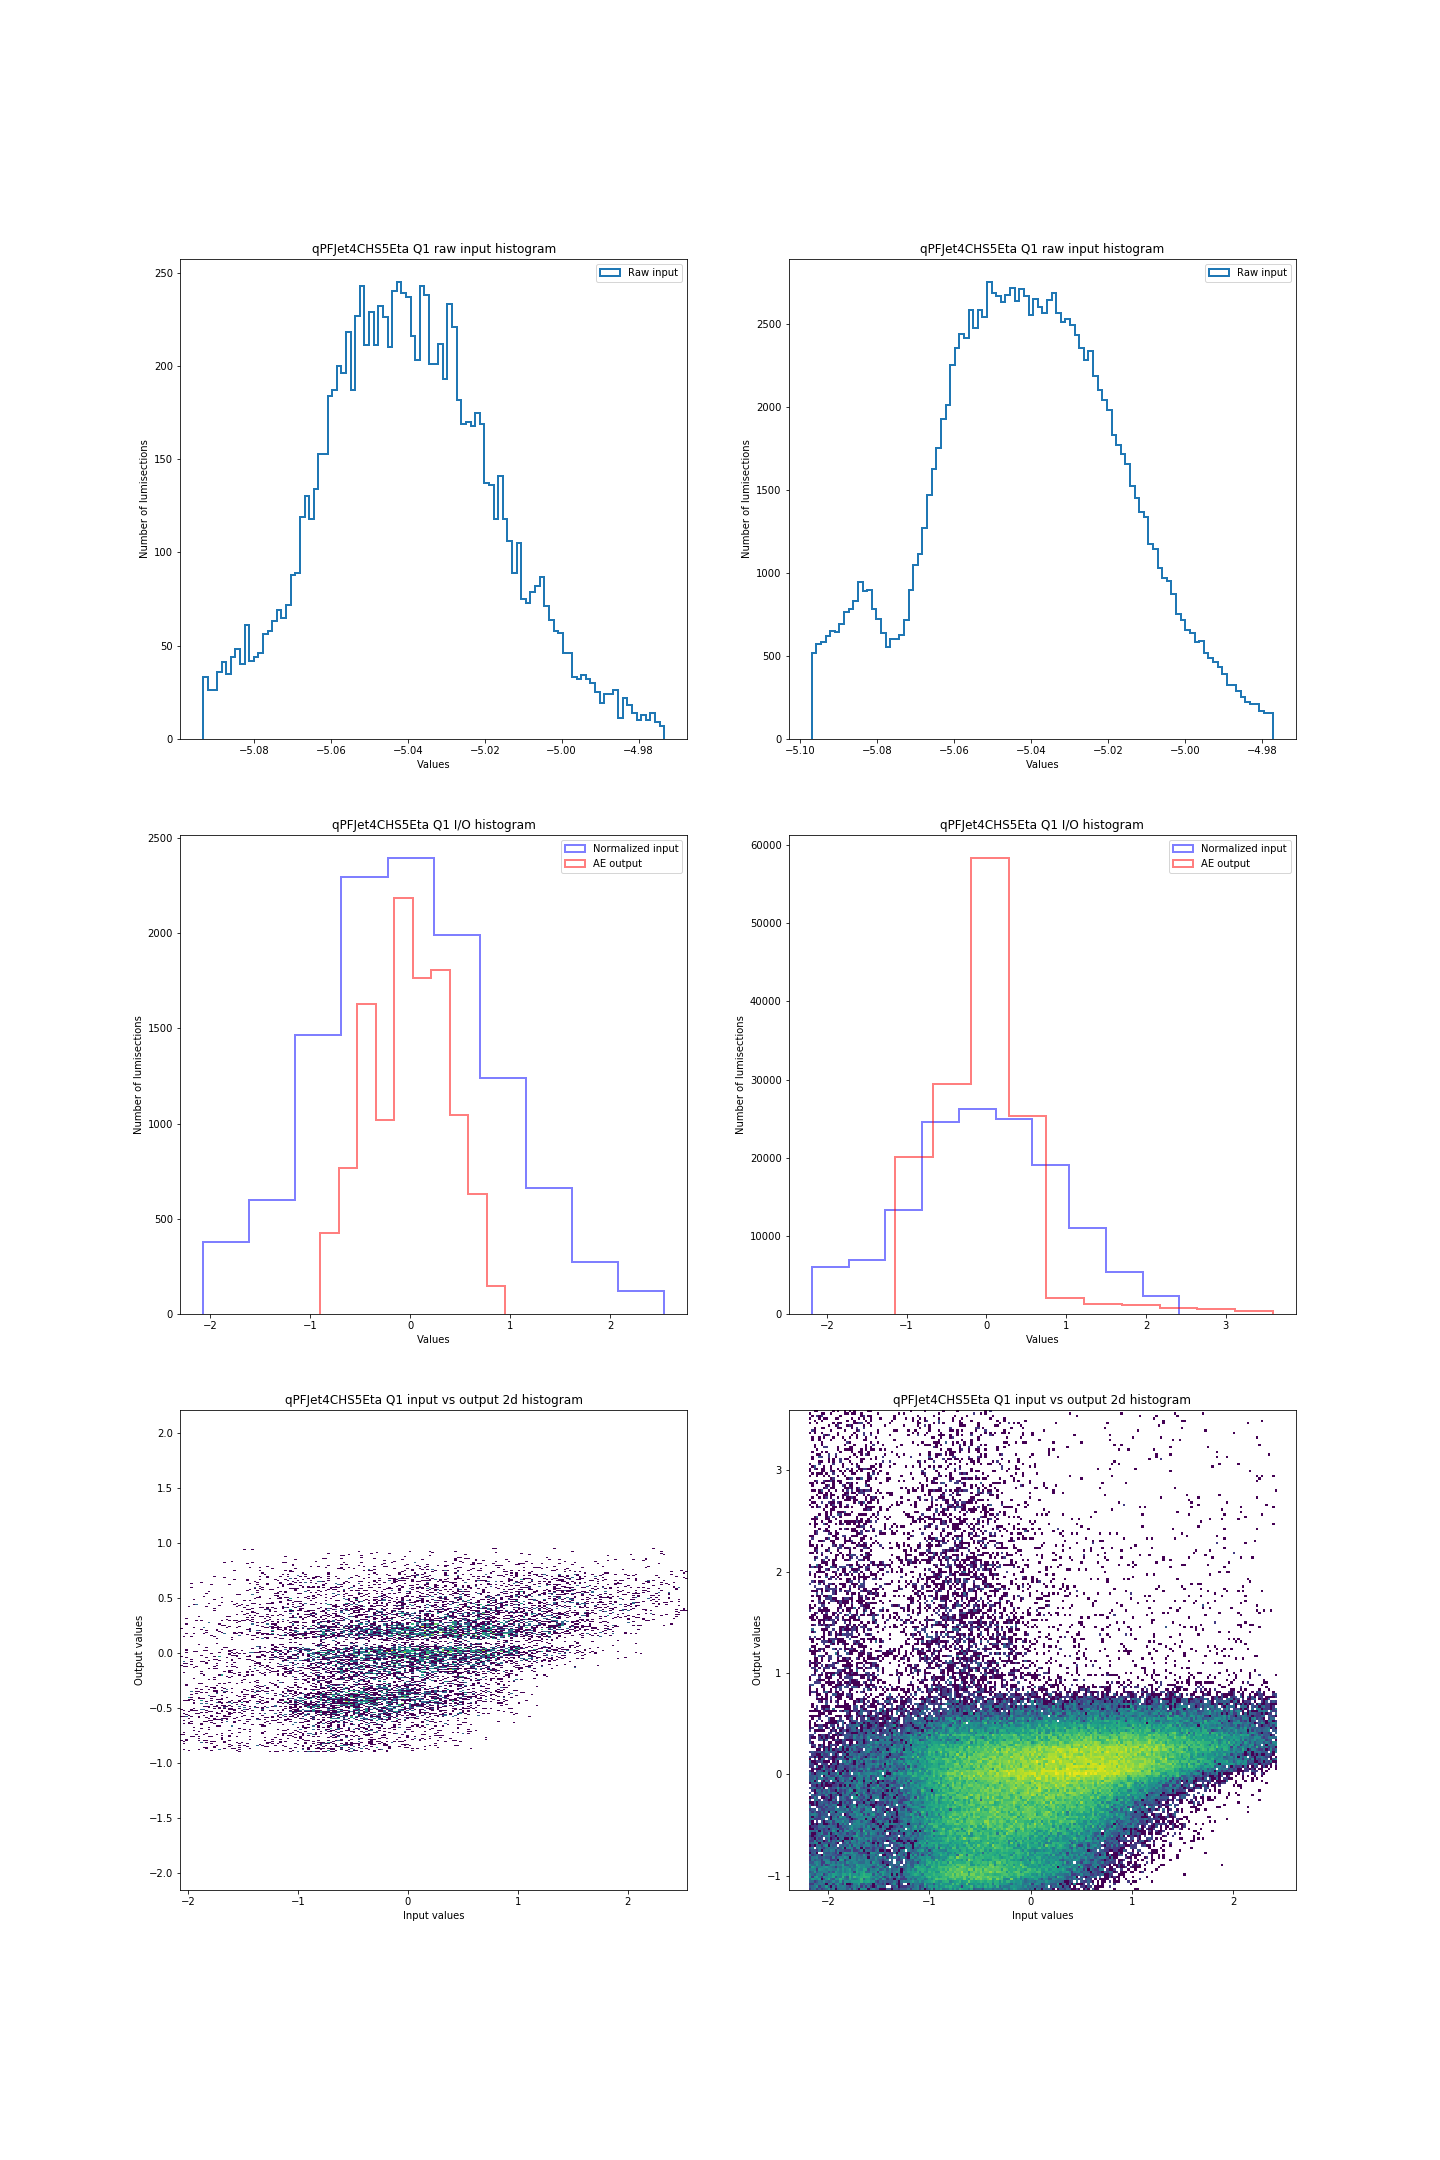 qPFJet4CHS5Eta Q1 raw input histogram
Raw input
Number of lumisections
250
200
150
100
50
0
−5.08 −5.06 −5.04 −5.02 −5.00 −4.98
Values
qPFJet4CHS5Eta Q1 raw input histogram
Raw input
Number of lumisections
2500
2000
1500
1000
500
0
−5.10 −5.08 −5.06 −5.04 −5.02 −5.00 −4.98
Values
qPFJet4CHS5Eta Q1 I/O histogram
Normalized input
AE output
Number of lumisections
2500
2000
1500
1000
500
0
−2 −1 0 1 2
Values
qPFJet4CHS5Eta Q1 I/O histogram
Normalized input
AE output
Number of lumisections
60000
50000
40000
30000
20000
10000
0
−2 −1 0 1 2 3
Values
qPFJet4CHS5Eta Q1 input vs output 2d histogram
Output values
2.0
1.5
1.0
0.5
0.0
−0.5
−1.0
−1.5
−2.0
−2 −1 0 1 2
Input values
qPFJet4CHS5Eta Q1 input vs output 2d histogram
Output values
3
2
1
0
−1
−2 −1 0 1 2
Input values